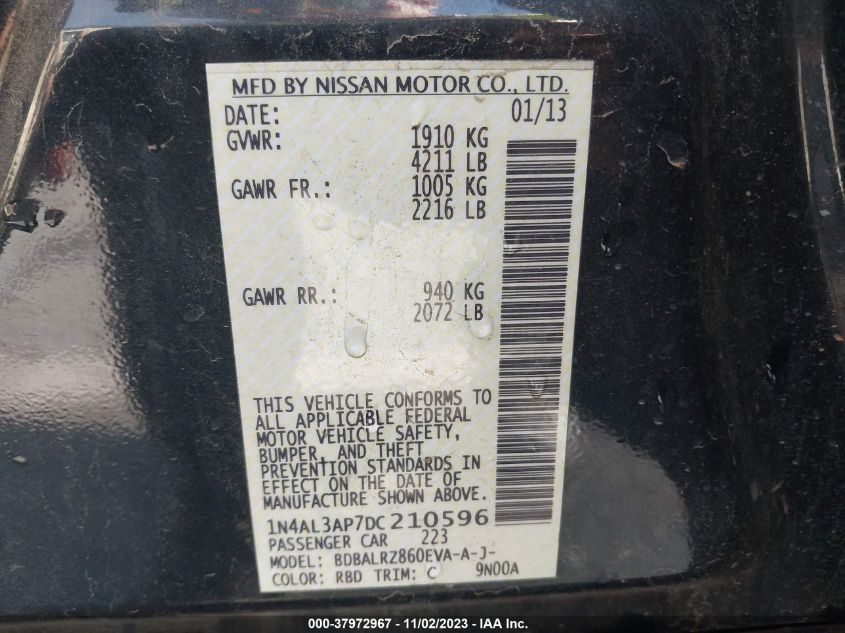 MFD BY NISSAN MOTOR CO., LTD.
DATE: 01/13
GVWR: 1910 KG
4211 LB
GAWR FR.: 1005 KG
2216 LB
GAWR RR.: 940 KG
2072 LB
THIS VEHICLE CONFORMS TO
ALL APPLICABLE FEDERAL
MOTOR VEHICLE SAFETY,
BUMPER, AND THEFT
PREVENTION STANDARDS IN
EFFECT ON THE DATE OF
MANUFACTURE SHOWN ABOVE.
1N4AL3AP7DC210596
PASSENGER CAR 223
MODEL: BDBALRZ860EVA-A-J-
COLOR: RBD TRIM: C 9N00A
000-37972967 - 11/02/2023 - IAA Inc.